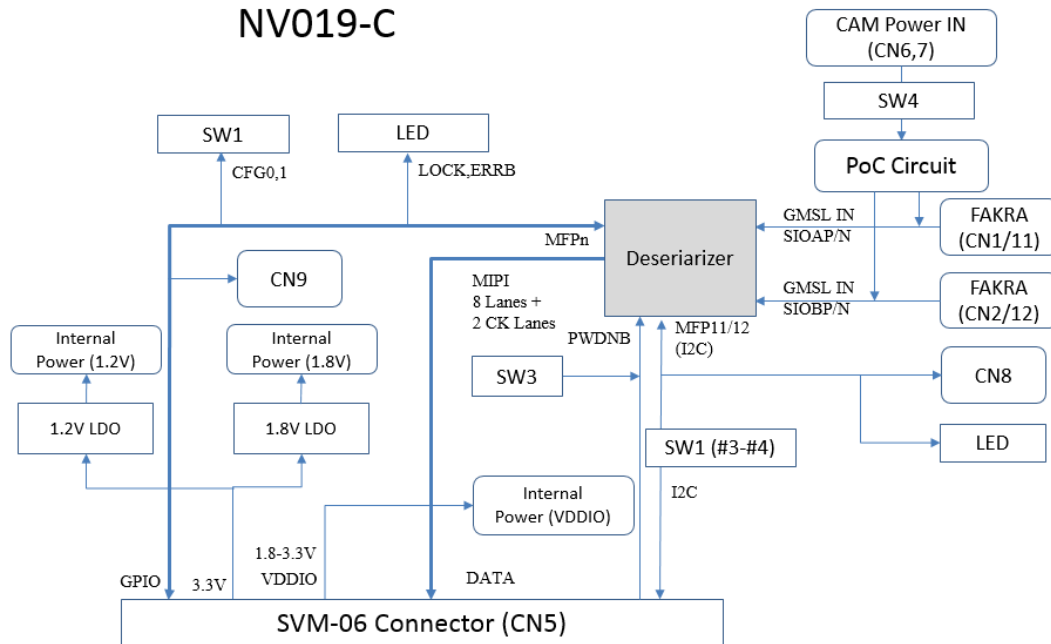 NV019-C
CAM Power IN
(CN6,7)
SW4
SW1
LED
PoC Circuit
CFG0,1
LOCK,ERRB
GMSL IN
SIOAP/N
FAKRA
(CN1/11)
MFPn
Deseriarizer
CN9
MIPI
8 Lanes +
2 CK Lanes
GMSL IN
SIOBP/N
FAKRA
(CN2/12)
PWDNB
MFP11/12
(I2C)
Internal
Power (1.2V)
Internal
Power (1.8V)
SW3
CN8
1.2V LDO
1.8V LDO
SW1 (#3-#4)
LED
Internal
Power (VDDIO)
I2C
1.8-3.3V
VDDIO
GPIO
3.3V
DATA
SVM-06 Connector (CN5)